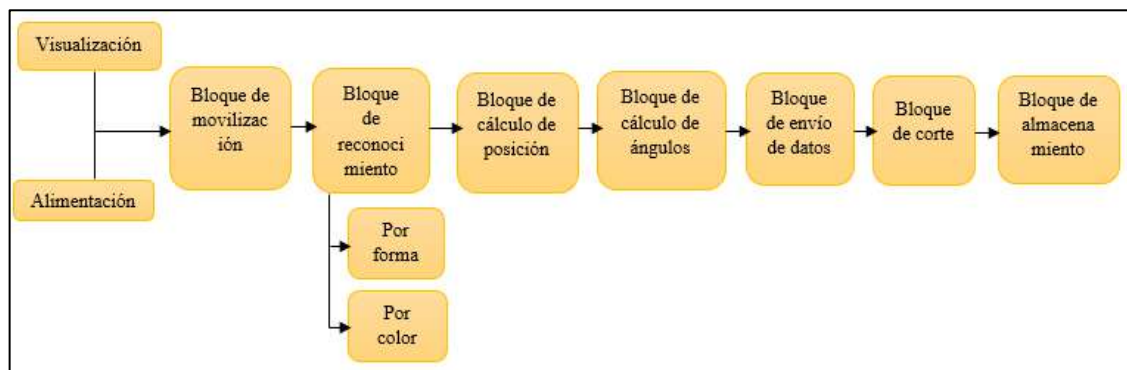 Visualización
Alimentación
Bloque de
movilizac
ión
Bloque
de
reconoci
miento
Bloque de
cálculo de
posición
Bloque de
cálculo de
ángulos
Bloque
de envío
de datos
Bloque
de corte
Bloque de
almacena
miento
Por
forma
Por
color